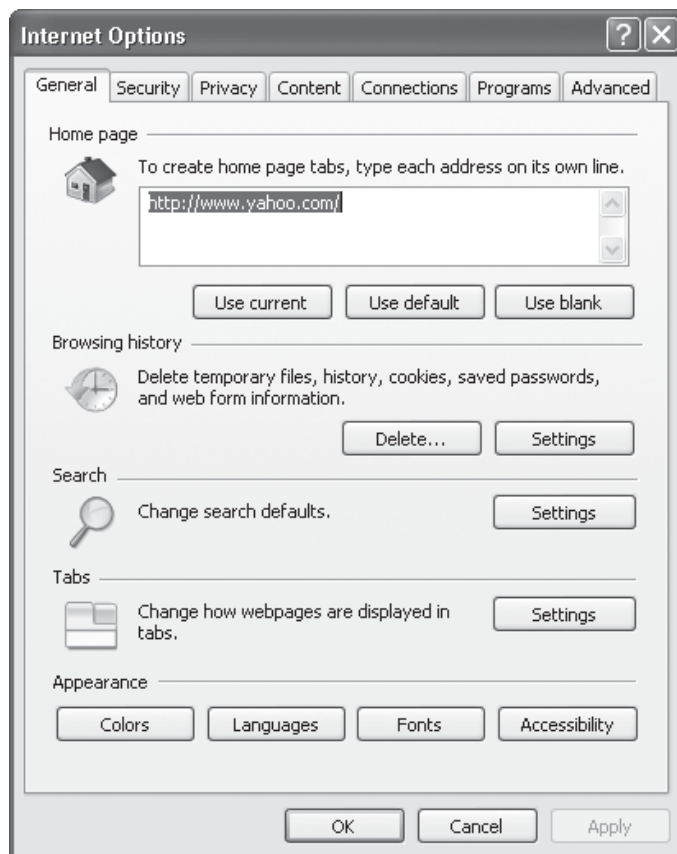 Internet Options
?
X
General Security Privacy Content Connections Programs Advanced
Home page
To create home page tabs, type each address on its own line.
http://www.yahoo.com/
Use current Use default Use blank
Browsing history
Delete temporary files, history, cookies, saved passwords,
and web form information.
Delete... Settings
Search
Change search defaults. Settings
Tabs
Change how webpages are displayed in
tabs.
Settings
Appearance
Colors Languages Fonts Accessibility
OK Cancel Apply